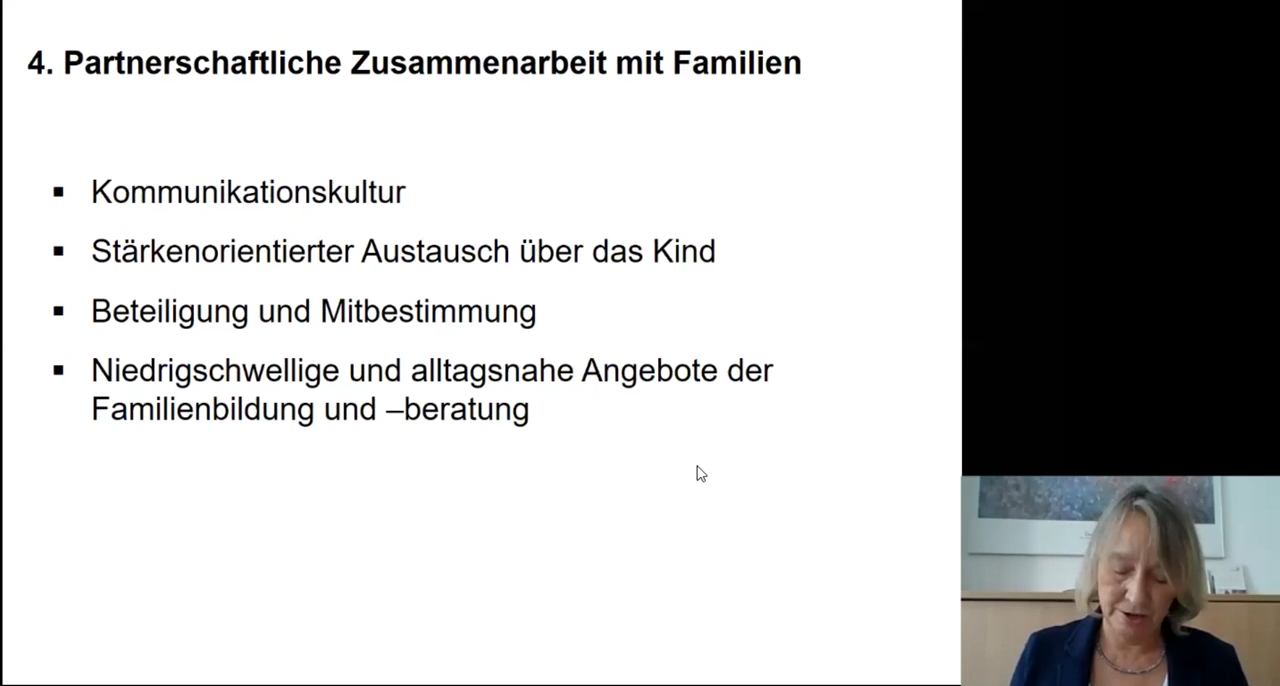 4. Partnerschaftliche Zusammenarbeit mit Familien
▪ Kommunikationskultur
▪ Stärkenorientierter Austausch über das Kind
▪ Beteiligung und Mitbestimmung
▪ Niedrigschwellige und alltagsnahe Angebote der
Familienbildung und –beratung